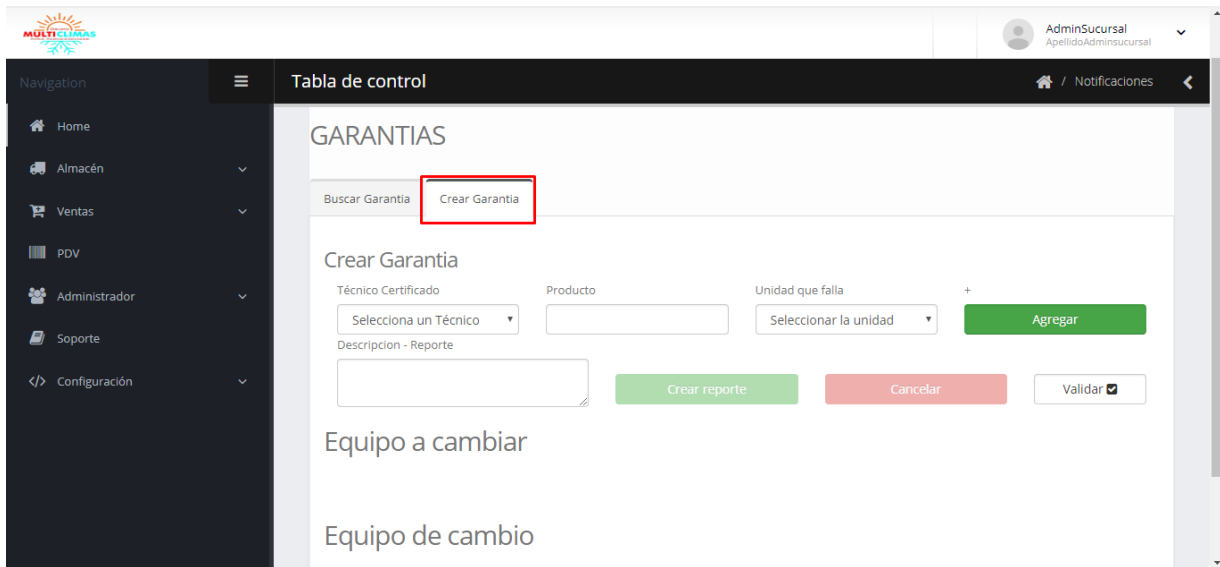 MULTICLIMAS
AdminSucursal
ApellidoAdminsucursal
Navigation
Tabla de control
/ Notificaciones
Home
Almacén
Ventas
PDV
Administrador
Soporte
Configuración
GARANTIAS
Buscar Garantia
Crear Garantia
Crear Garantia
Técnico Certificado
Producto
Unidad que falla
+
Selecciona un Técnico
Seleccionar la unidad
Agregar
Descripcion - Reporte
Crear reporte
Cancelar
Validar
Equipo a cambiar
Equipo de cambio